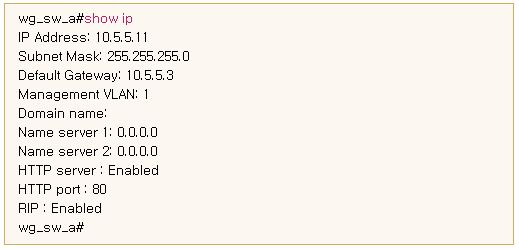 wg_sw_a#show ip
IP Address: 10.5.5.11
Subnet Mask: 255.255.255.0
Default Gateway: 10.5.5.3
Management VLAN: 1
Domain name:
Name server 1: 0.0.0.0
Name server 2: 0.0.0.0
HTTP server : Enabled
HTTP port : 80
RIP : Enabled
wg_sw_a#